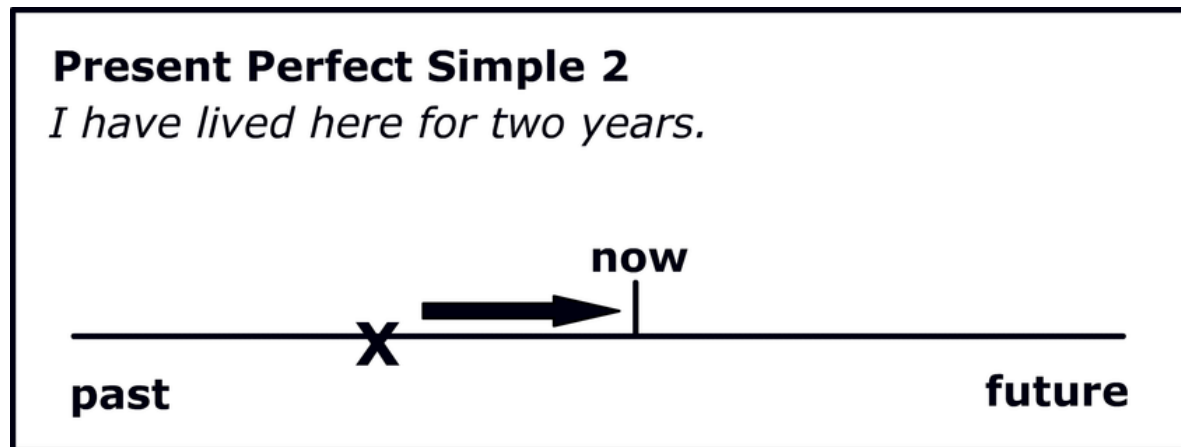 Present Perfect Simple 2
I have lived here for two years.
now
X
past
future